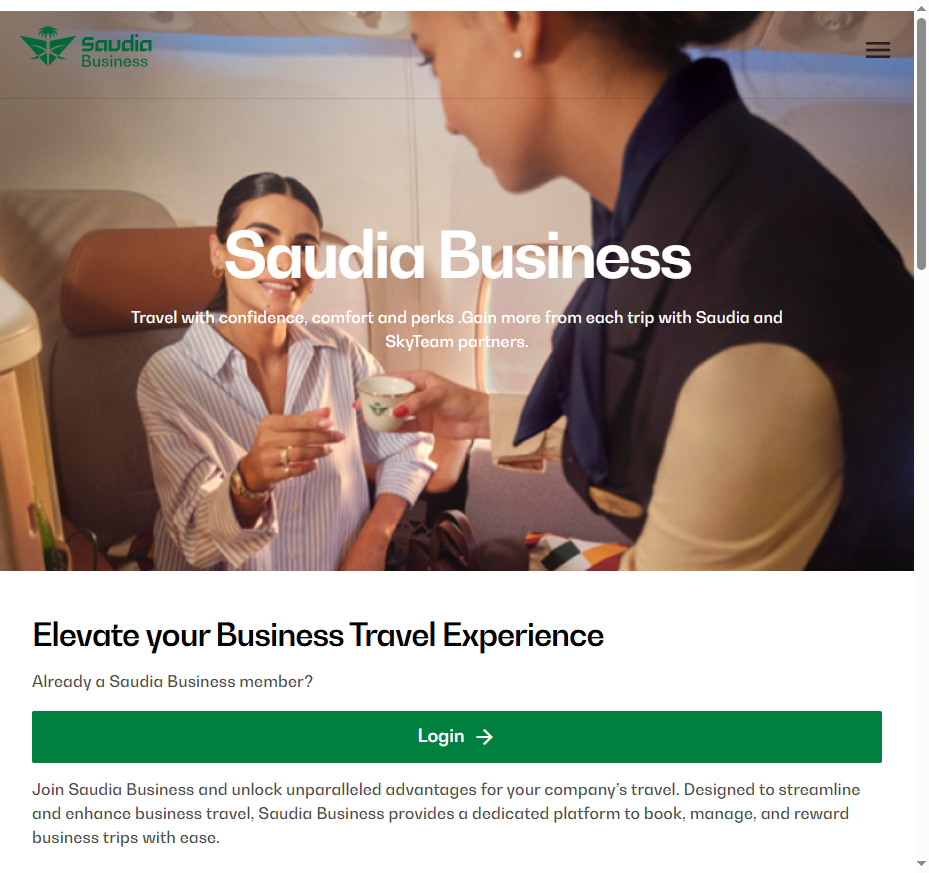 Saudia
Business
Saudia Business
Travel with confidence, comfort and perks .Gain more from each trip with Saudia and
SkyTeam partners.
Elevate your Business Travel Experience
Already a Saudia Business member?
Login →
Join Saudia Business and unlock unparalleled advantages for your company’s travel. Designed to streamline
and enhance business travel, Saudia Business provides a dedicated platform to book, manage, and reward
business trips with ease.